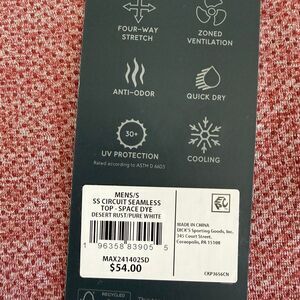 FOUR-WAY
STRETCH
ZONED
VENTILATION
ANTI-ODOR
QUICK DRY
30+
UV PROTECTION
Rated according to ASTM D 6603
COOLING
MENS/S
SS CIRCUIT SEAMLESS
TOP - SPACE DYE
DESERT RUST/PURE WHITE
1 96358 83905 5
MAX241402SD
$54.00
MADE IN CHINA
DICK'S Sporting Goods, Inc.
345 Court Street,
Coraopolis, PA 15108
CKP3656CN
RECYCLED